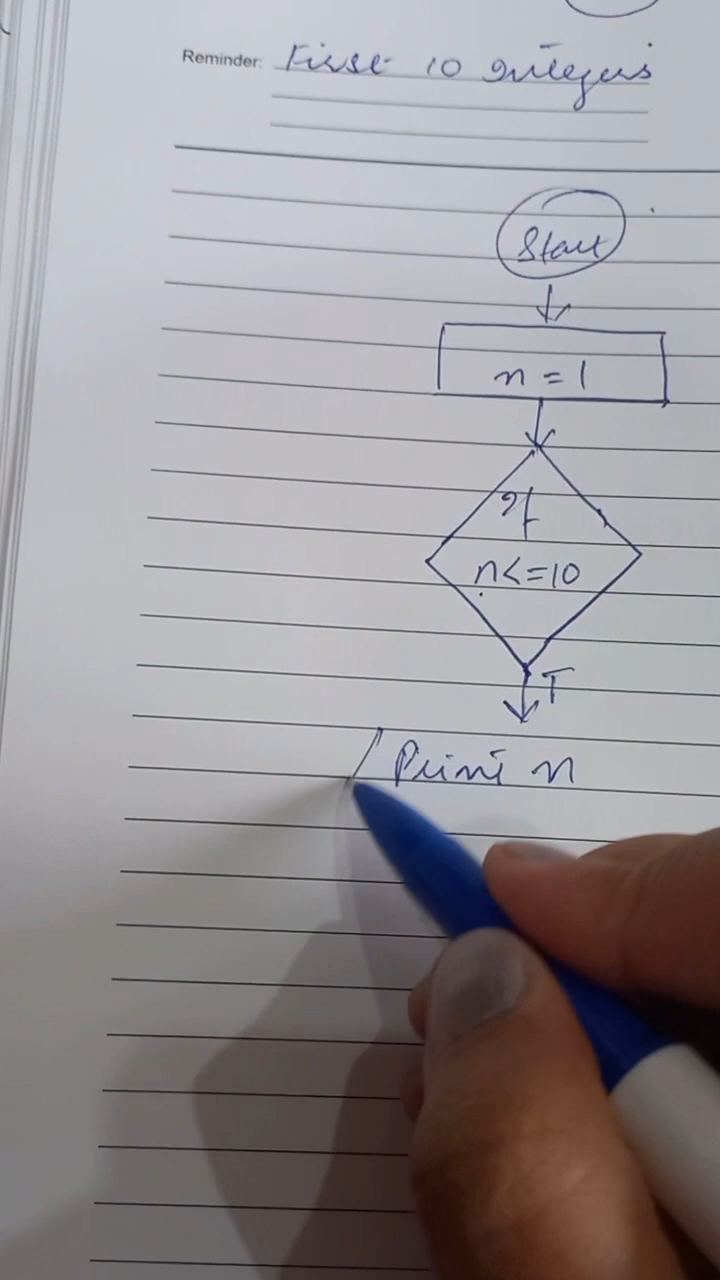 Reminder: First 10 Integers
Start
n = 1
If
n<=10
T
Print n